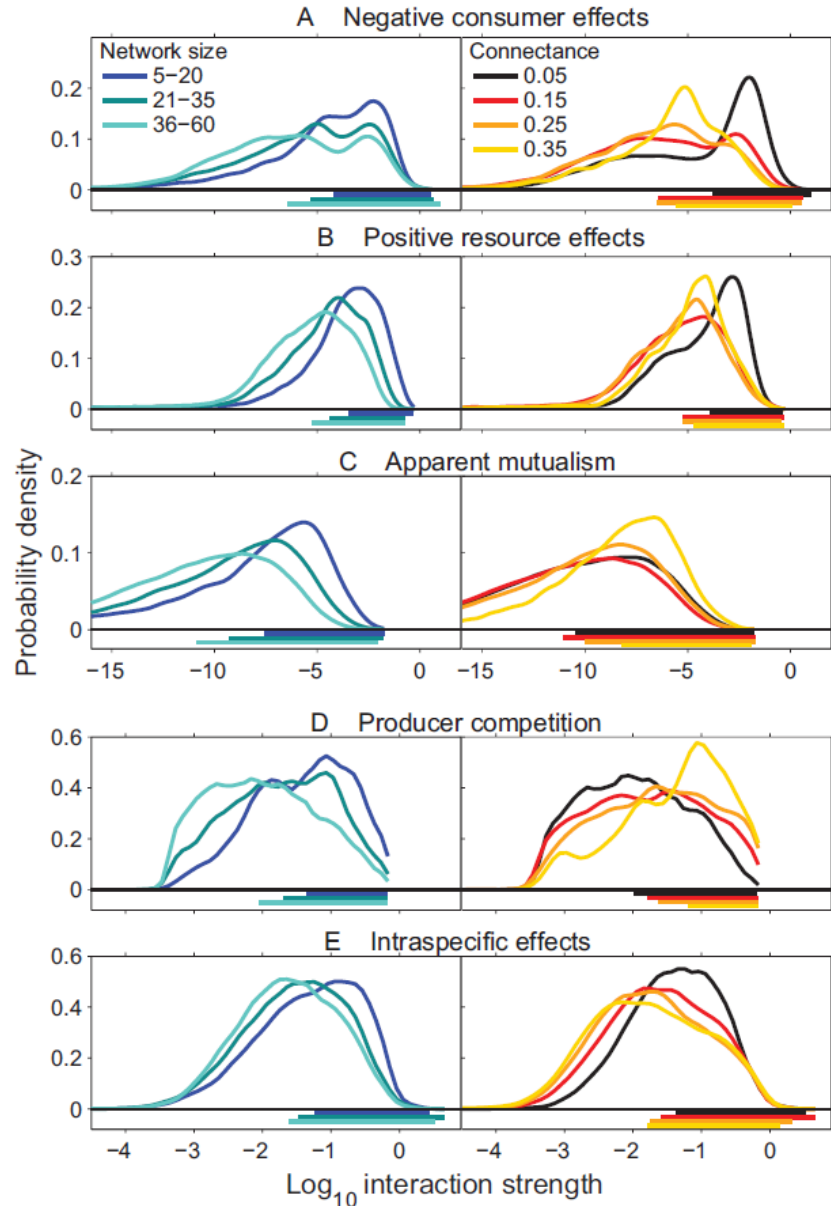 A Negative consumer effects
Network size
5−20
21−35
36−60
Connectance
0.05
0.15
0.25
0.35
0.2
0.1
0
B Positive resource effects
0.3
0.2
0.1
0
C Apparent mutualism
0.2
0.1
0
−15 −10 −5 0 −15 −10 −5 0
Probability density
D Producer competition
0.6
0.4
0.2
0
E Intraspecific effects
0.6
0.4
0.2
0
−4 −3 −2 −1 0 −4 −3 −2 −1 0
Log10 interaction strength